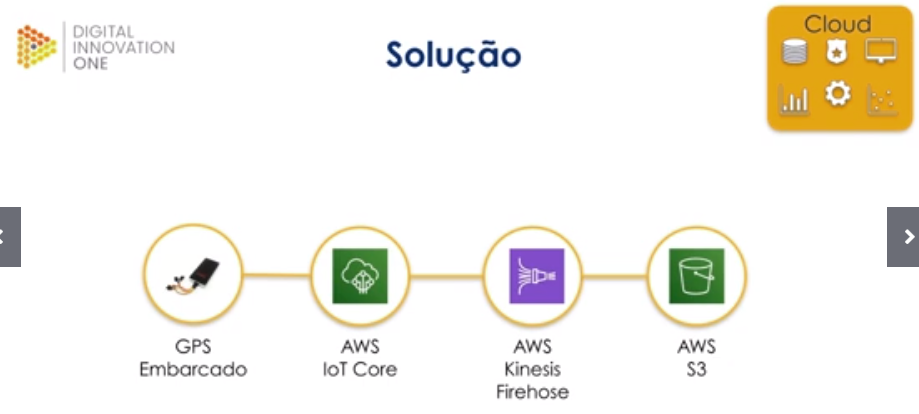 DIGITAL
INNOVATION
ONE
Solução
Cloud
GPS
Embarcado
AWS
IoT Core
AWS
Kinesis
Firehose
AWS
S3